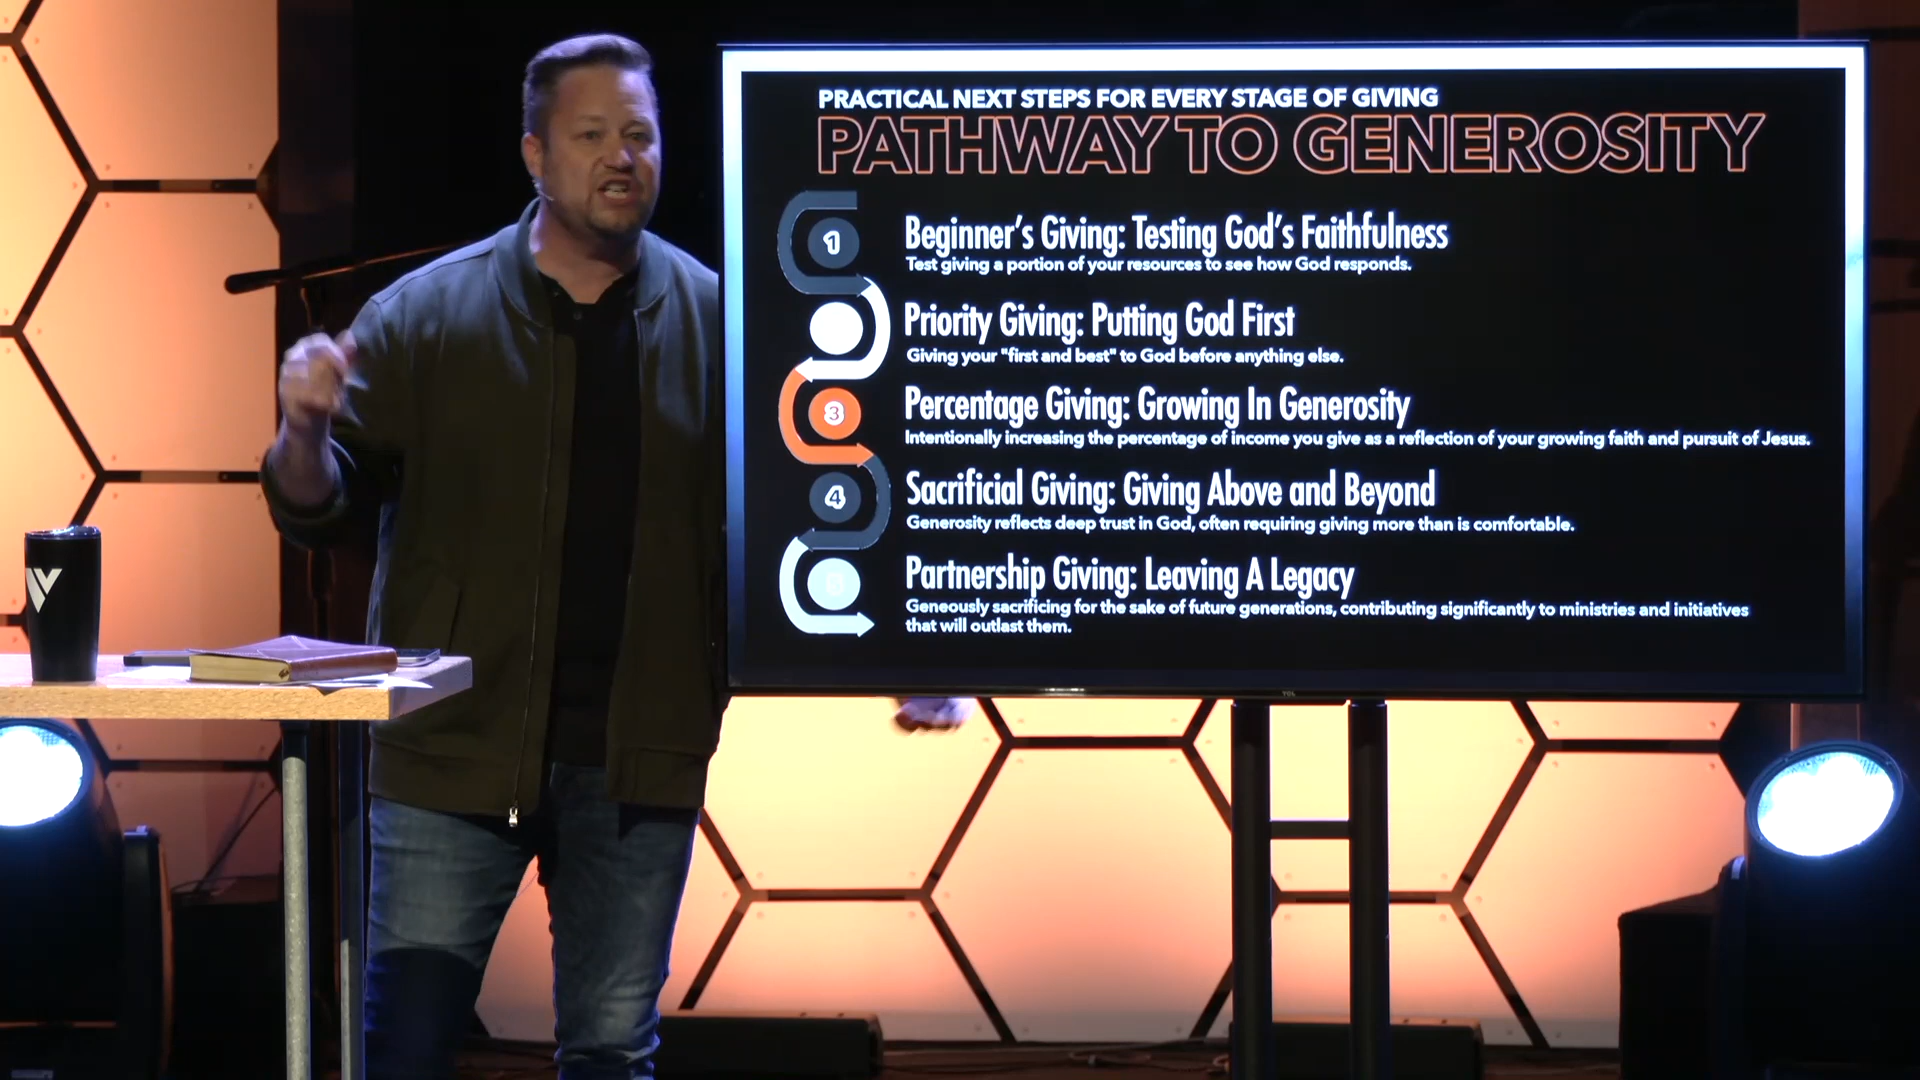 PRACTICAL NEXT STEPS FOR EVERY STAGE OF GIVING
PATHWAY TO GENEROSITY
1
Beginner's Giving: Testing God's Faithfulness
Test giving a portion of your resources to see how God responds.
Priority Giving: Putting God First
Giving your "first and best" to God before anything else.
3
Percentage Giving: Growing In Generosity
Intentionally increasing the percentage of income you give as a reflection of your growing faith and pursuit of Jesus.
4
Sacrificial Giving: Giving Above and Beyond
Generosity reflects deep trust in God, often requiring giving more than is comfortable.
5
Partnership Giving: Leaving A Legacy
Geneously sacrificing for the sake of future generations, contributing significantly to ministries and initiatives
that will outlast them.
TCL